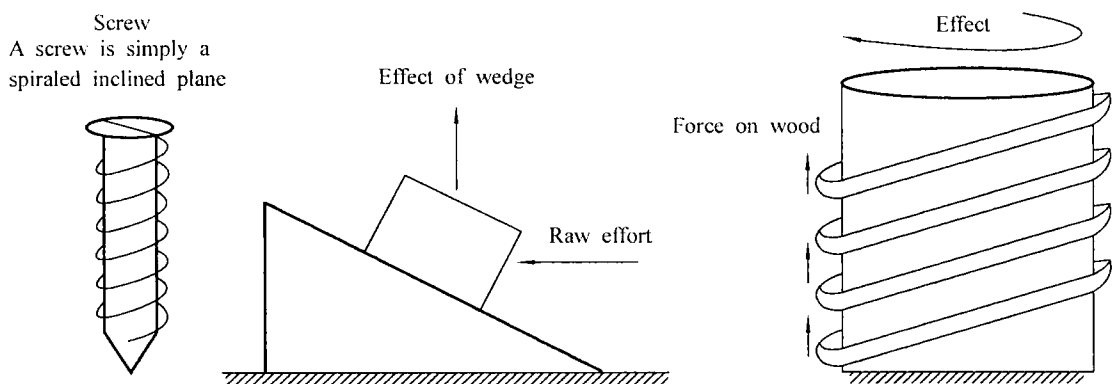 Screw
A screw is simply a
spiraled inclined plane
Effect of wedge
Raw effort
Force on wood
Effect